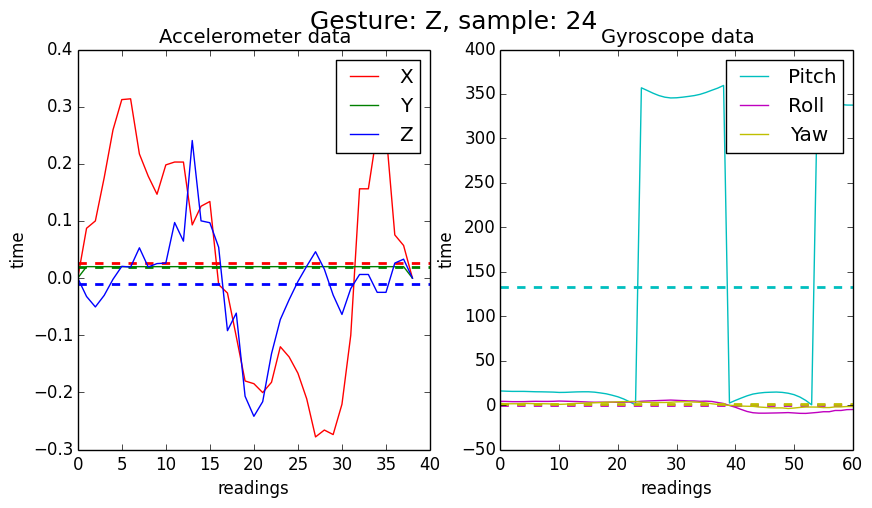 Gesture: Z, sample: 24
Accelerometer data
0.4
0.3
0.2
0.1
0.0
−0.1
−0.2
−0.3
0 5 10 15 20 25 30 35 40
time
readings
X
Y
Z
Gyroscope data
400
350
300
250
200
150
100
50
0
−50
0 10 20 30 40 50 60
time
readings
Pitch
Roll
Yaw